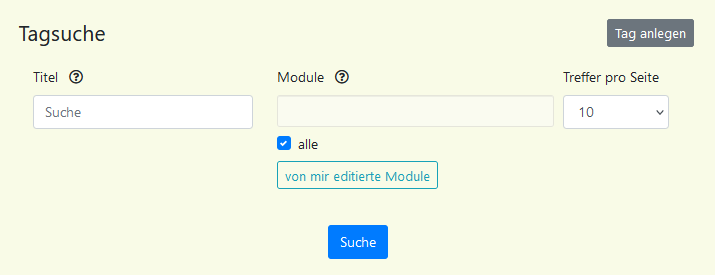 Tagsuche
Tag anlegen
Titel
Module
Treffer pro Seite
Suche
10
alle
von mir editierte Module
Suche